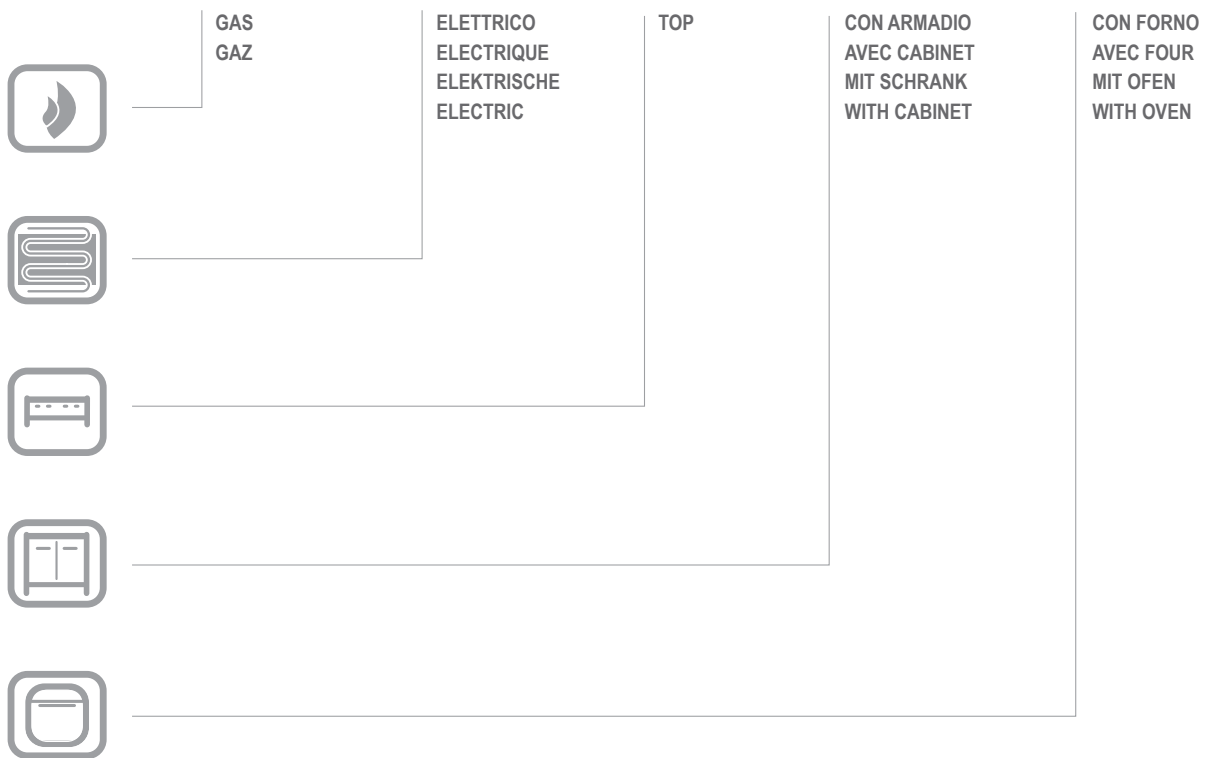 GAS
GAZ
ELETTRICO
ELECTRIQUE
ELEKTRISCHE
ELECTRIC
TOP
CON ARMADIO
AVEC CABINET
MIT SCHRANK
WITH CABINET
CON FORNO
AVEC FOUR
MIT OFEN
WITH OVEN